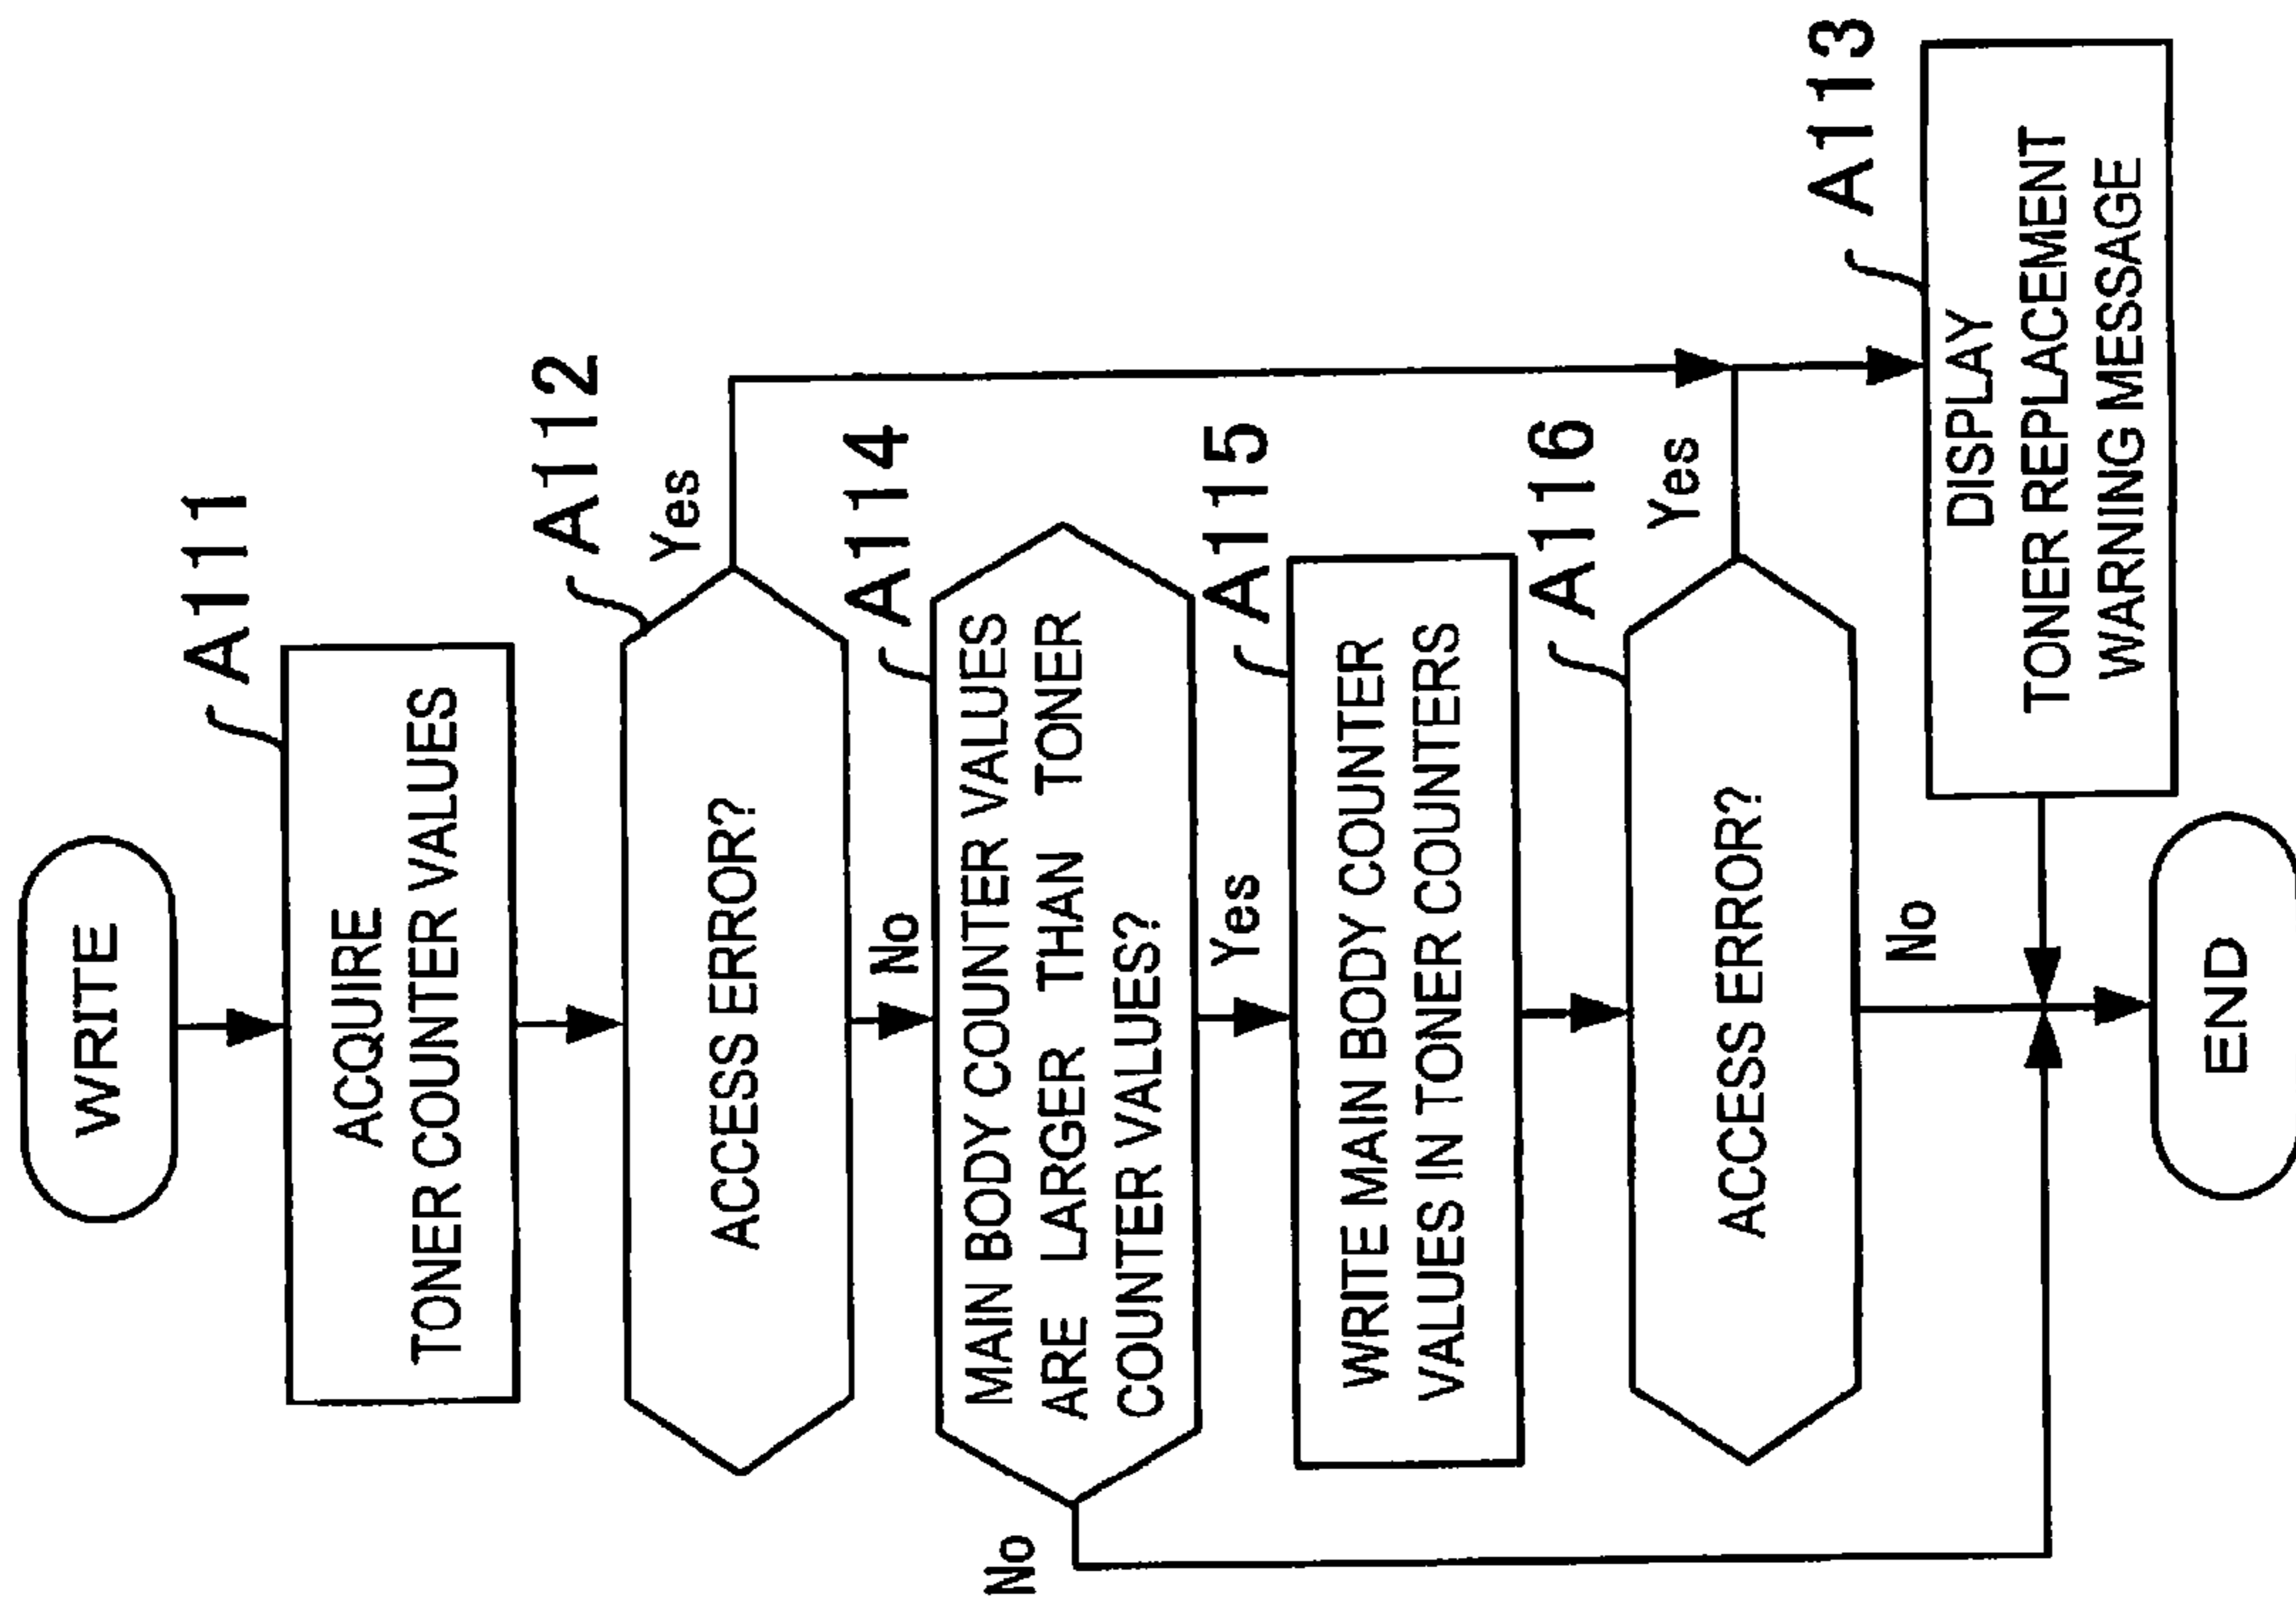 WRITE
A111
ACQUIRE
TONER COUNTER VALUES
A112
ACCESS ERROR?
Yes
No
A114
MAIN BODY COUNTER VALUES
ARE LARGER THAN TONER
COUNTER VALUES?
No
Yes
A115
WRITE MAIN BODY COUNTER
VALUES IN TONER COUNTERS
A116
ACCESS ERROR?
Yes
No
A113
DISPLAY
TONER REPLACEMENT
WARNING MESSAGE
END